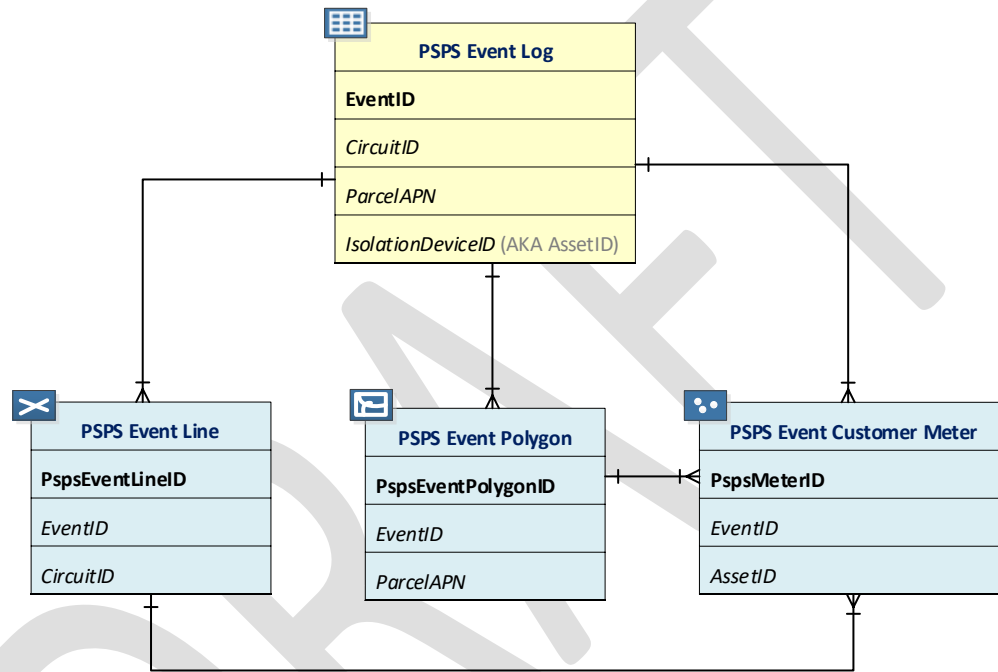 PSPS Event Log
EventID
CircuitID
ParcelAPN
IsolationDeviceID (AKA AssetID)
PSPS Event Line
PspsEventLineID
EventID
CircuitID
PSPS Event Polygon
PspsEventPolygonID
EventID
ParcelAPN
PSPS Event Customer Meter
PspsMeterID
EventID
AssetID
DRAFT